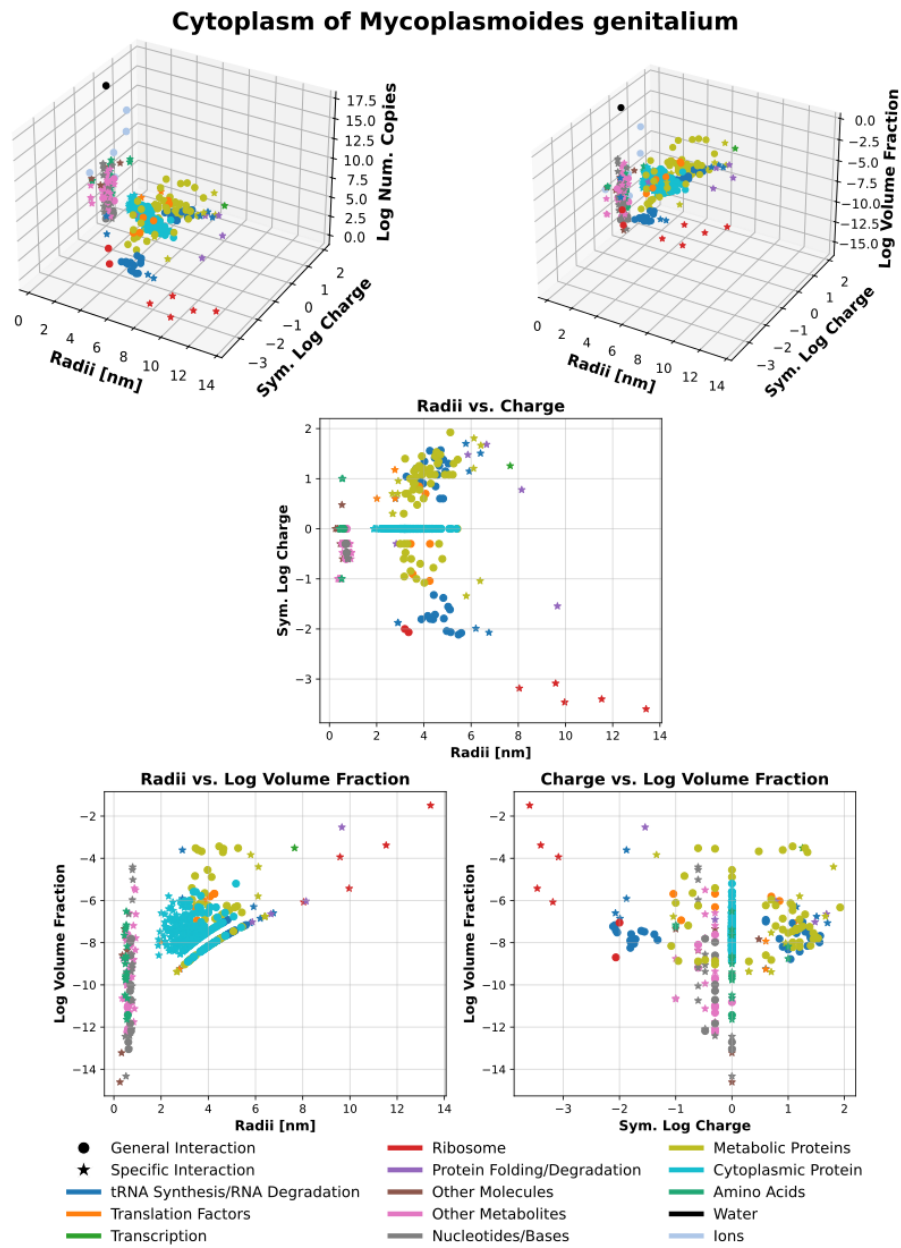 Cytoplasm of Mycoplasmoides genitalium
17.5
15.0
12.5
10.0
7.5
5.0
2.5
0.0
Log Num. Copies
0 2 4 6 8 10 12 14
Radii [nm]
−3 −2 −1 0 1 2
Sym. Log Charge
0.0
−2.5
−5.0
−7.5
−10.0
−12.5
−15.0
Log Volume Fraction
0 2 4 6 8 10 12 14
Radii [nm]
−3 −2 −1 0 1 2
Sym. Log Charge
Radii vs. Charge
2
1
0
−1
−2
−3
Sym. Log Charge
0 2 4 6 8 10 12 14
Radii [nm]
Radii vs. Log Volume Fraction
−2
−4
−6
−8
−10
−12
−14
Log Volume Fraction
0 2 4 6 8 10 12 14
Radii [nm]
Charge vs. Log Volume Fraction
−2
−4
−6
−8
−10
−12
−14
Log Volume Fraction
−3 −2 −1 0 1 2
Sym. Log Charge
General Interaction
Specific Interaction
tRNA Synthesis/RNA Degradation
Translation Factors
Transcription
Ribosome
Protein Folding/Degradation
Other Molecules
Other Metabolites
Nucleotides/Bases
Metabolic Proteins
Cytoplasmic Protein
Amino Acids
Water
Ions